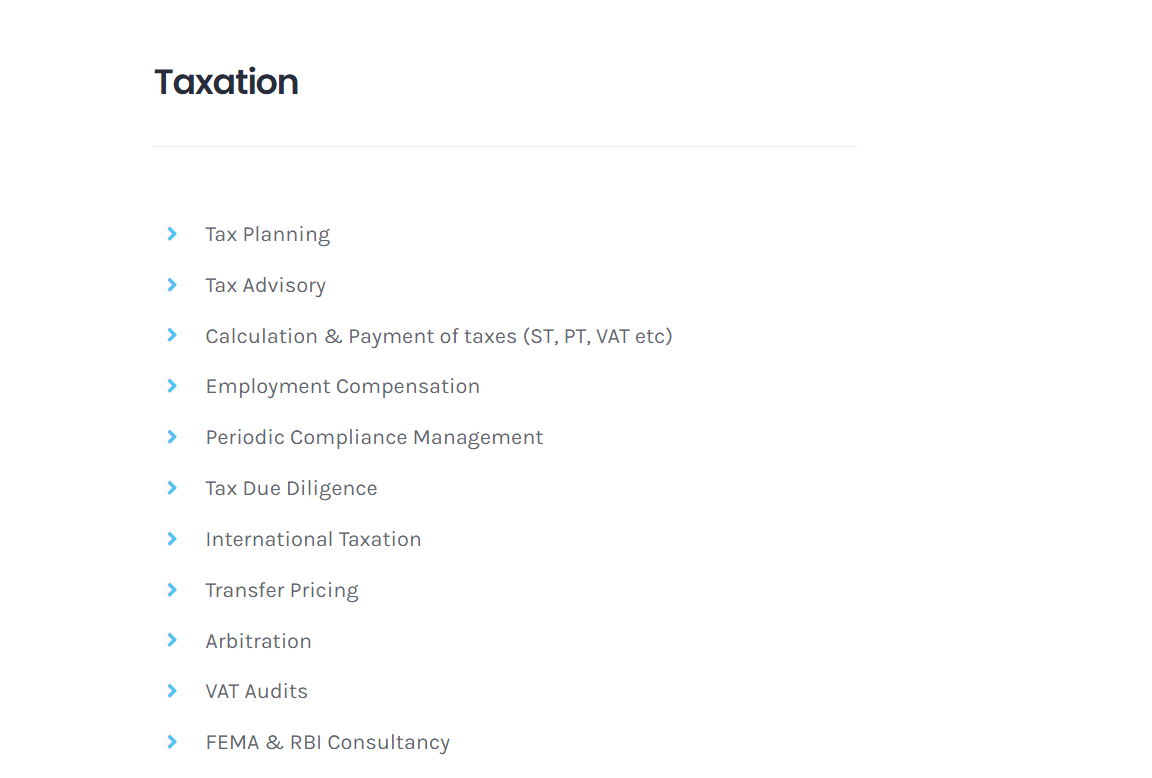 Taxation
Tax Planning
Tax Advisory
Calculation & Payment of taxes (ST, PT, VAT etc)
Employment Compensation
Periodic Compliance Management
Tax Due Diligence
International Taxation
Transfer Pricing
Arbitration
VAT Audits
FEMA & RBI Consultancy